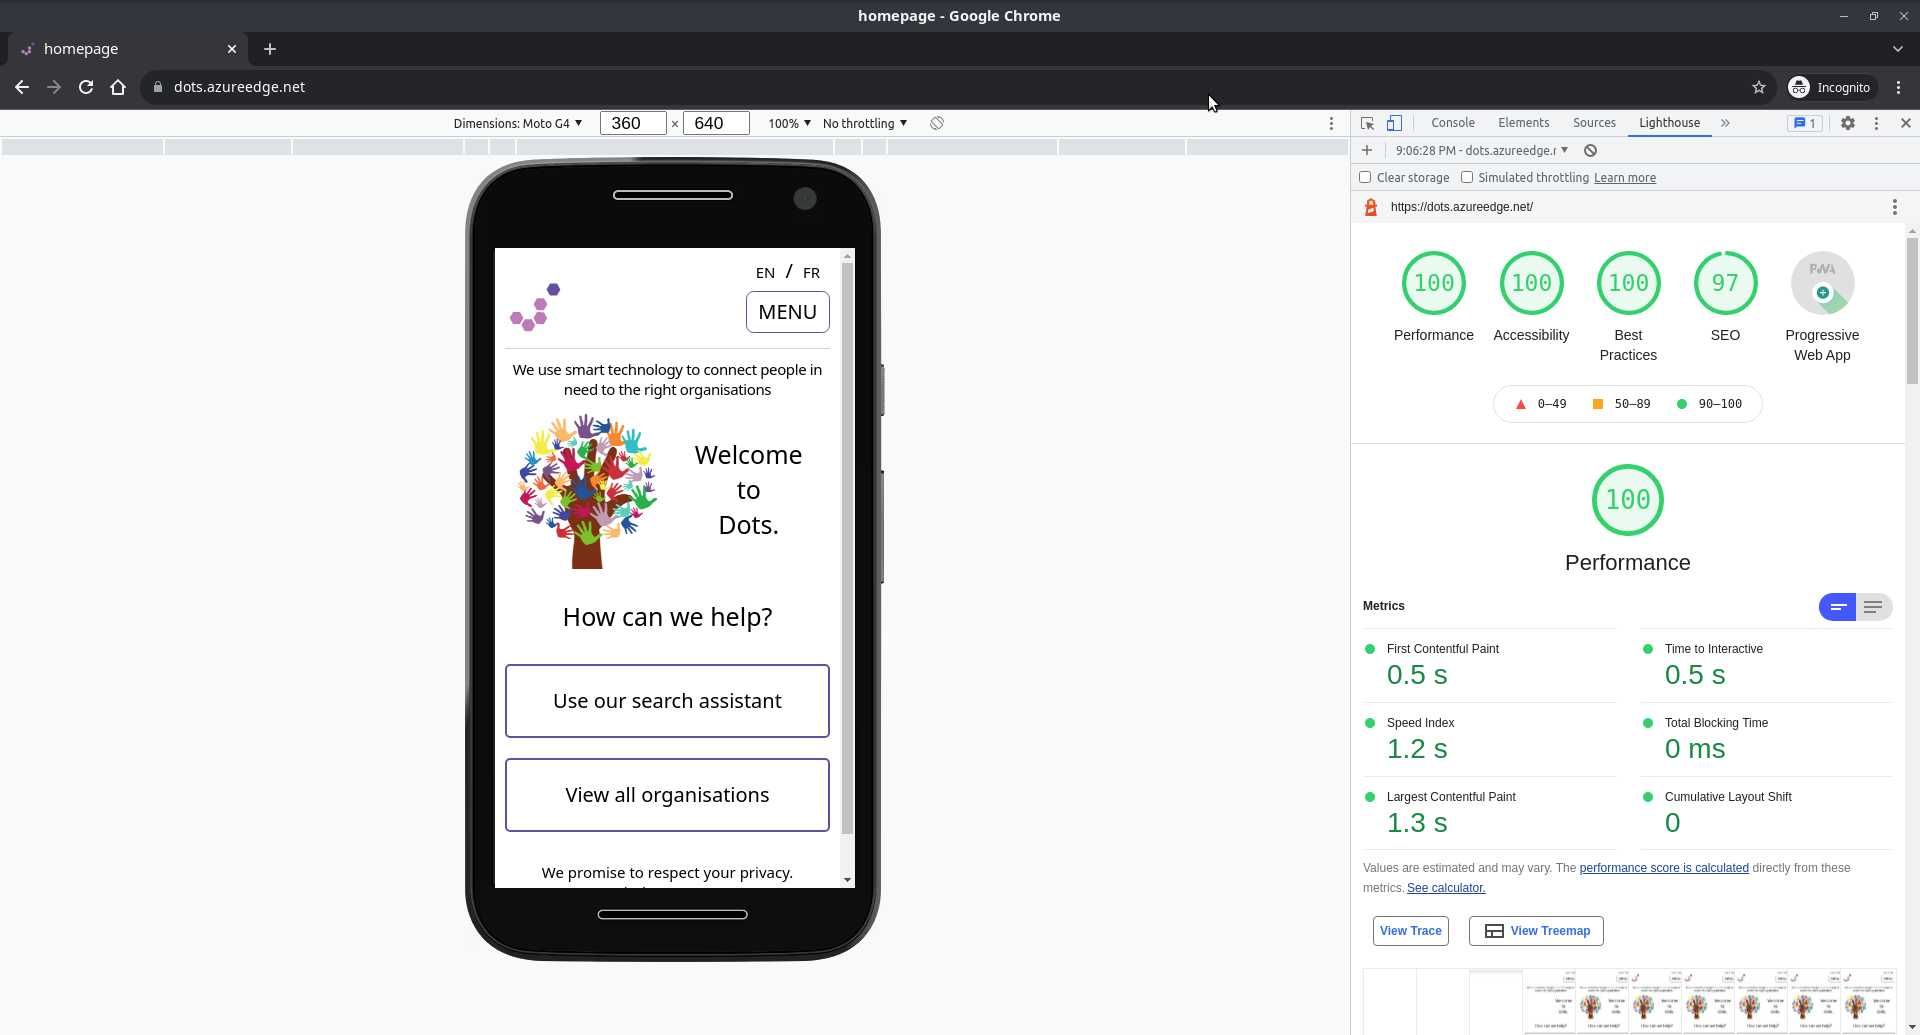 homepage - Google Chrome
homepage
dots.azureedge.net
Incognito
Dimensions: Moto G4 360 × 640 100% No throttling
Console Elements Sources Lighthouse 1
9:06:28 PM - dots.azureedge.r
Clear storage Simulated throttling Learn more
https://dots.azureedge.net/
EN / FR
MENU
We use smart technology to connect people in
need to the right organisations
Welcome
to
Dots.
How can we help?
Use our search assistant
View all organisations
We promise to respect your privacy.
100 100 100 97 PWA
Performance Accessibility Best Practices SEO Progressive Web App
0–49 50–89 90–100
100
Performance
Metrics
First Contentful Paint
0.5 s
Time to Interactive
0.5 s
Speed Index
1.2 s
Total Blocking Time
0 ms
Largest Contentful Paint
1.3 s
Cumulative Layout Shift
0
Values are estimated and may vary. The performance score is calculated directly from these
metrics. See calculator.
View Trace View Treemap